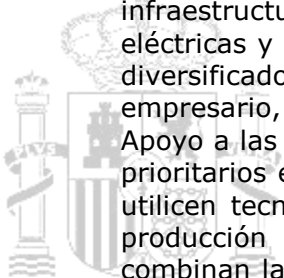 infraestructu
eléctricas y
diversificado
empresario,
Apoyo a las
prioritarios e
utilicen tecn
producción
combinan la
PLVS